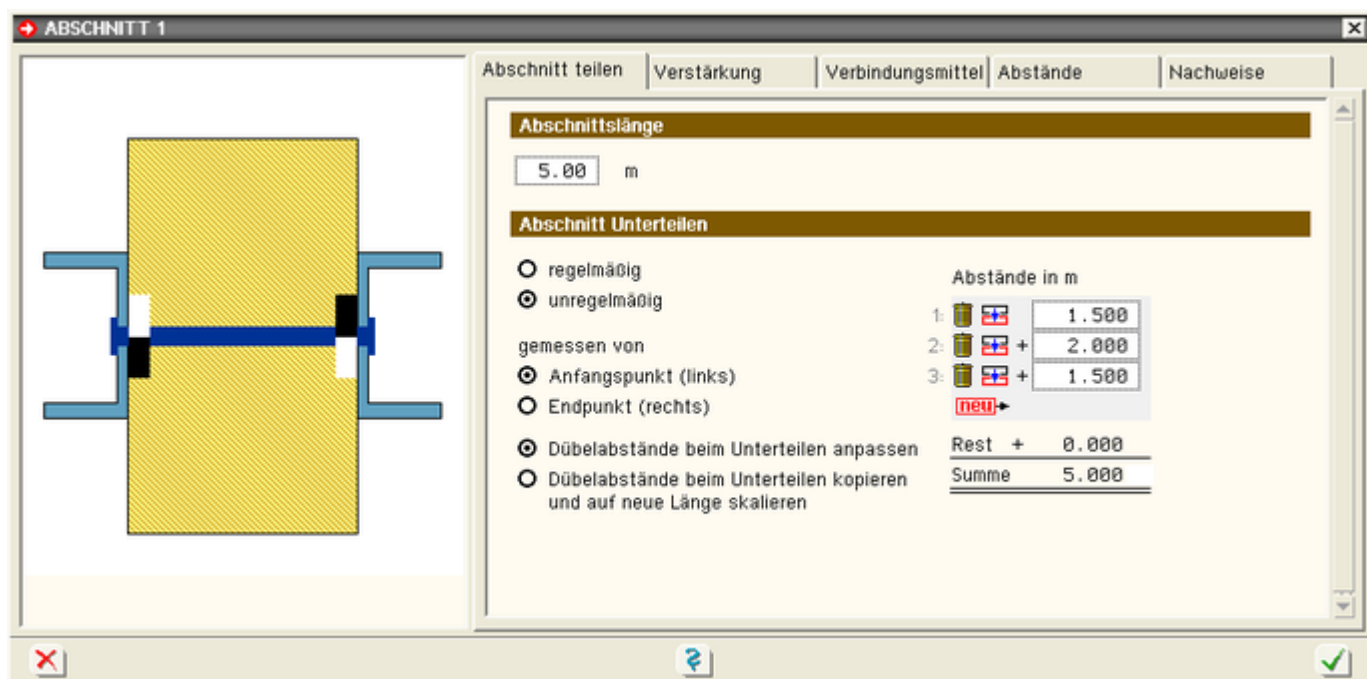 ABSCHNITT 1
Abschnitt teilen Verstärkung Verbindungsmittel Abstände Nachweise
Abschnittslänge
5.00 m
Abschnitt Unterteilen
regelmäßig
unregelmäßig
gemessen von
Anfangspunkt (links)
Endpunkt (rechts)
Dübelabstände beim Unterteilen anpassen
Dübelabstände beim Unterteilen kopieren
und auf neue Länge skalieren
Abstände in m
1: 1.500
2: + 2.000
3: + 1.500
neu
Rest + 0.000
Summe 5.000